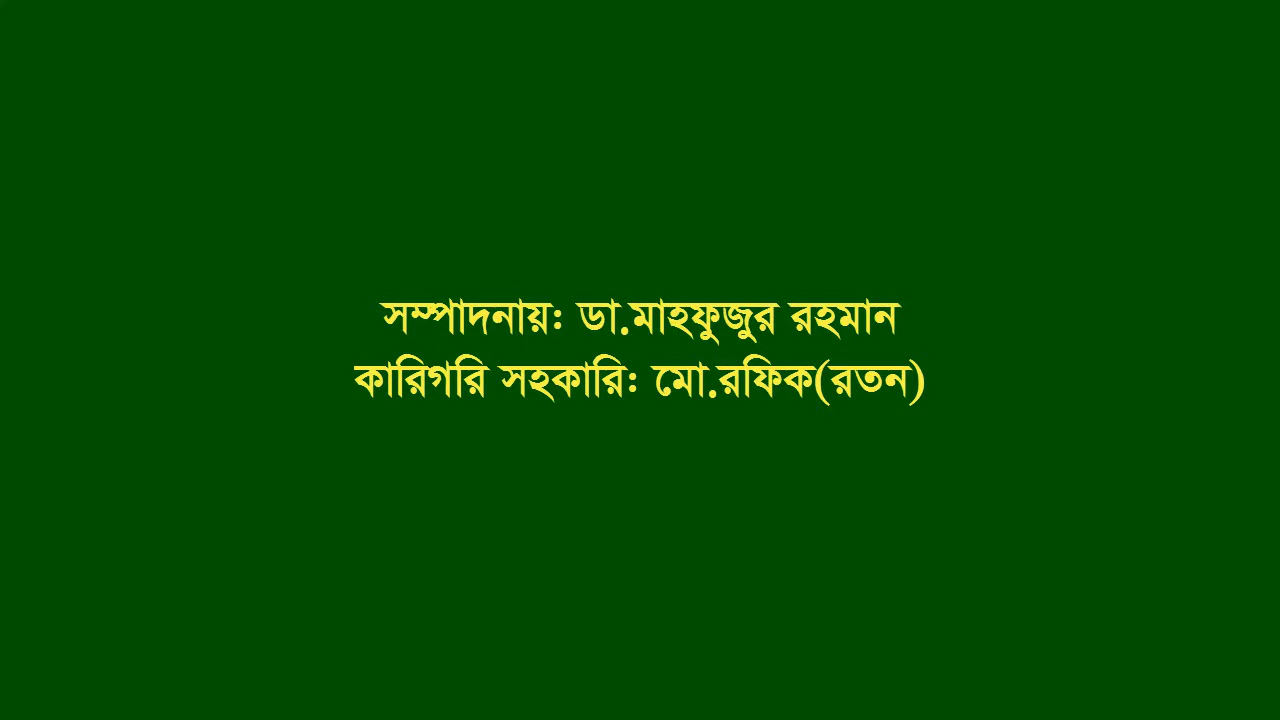 সম্পাদনায়: ডা.মাহফুজুর রহমান
কারিগরি সহকারি: মো.রফিক(রতন)